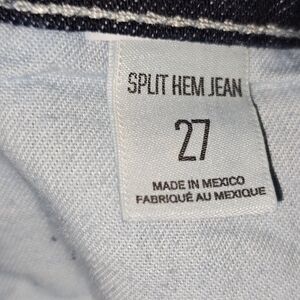 SPLIT HEM JEAN
27
MADE IN MEXICO
FABRIQUÉ AU MEXIQUE